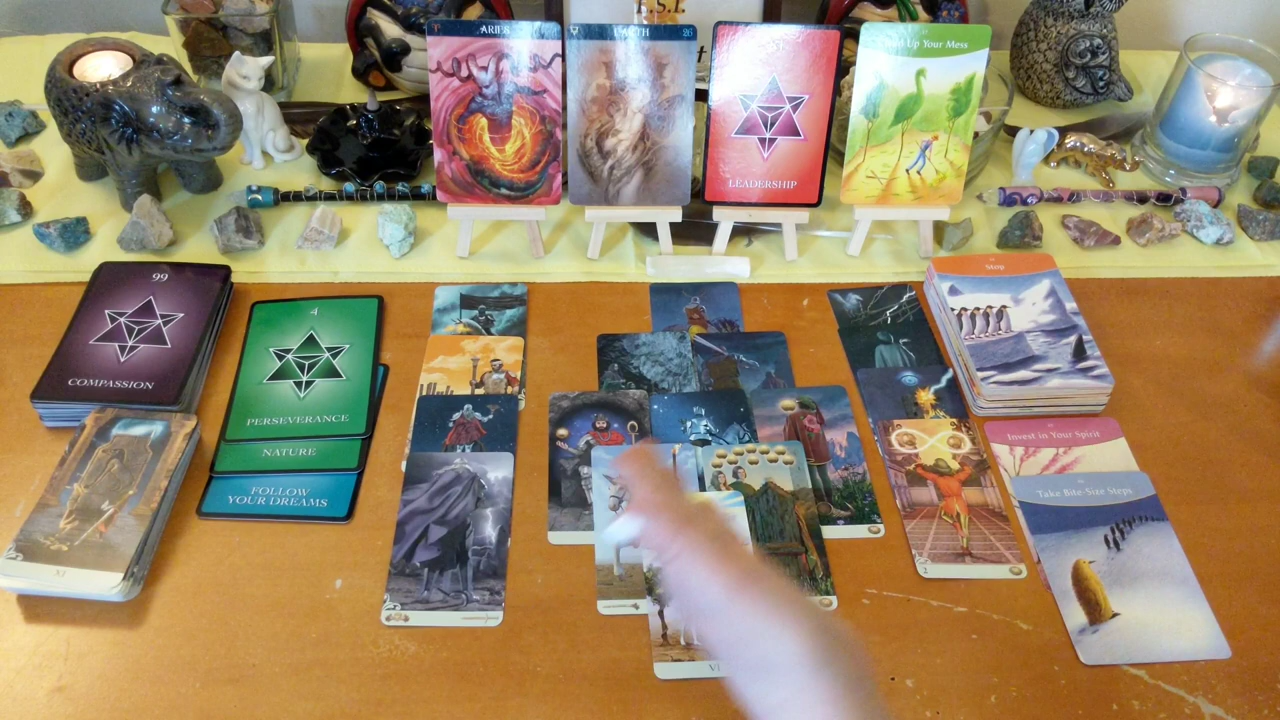 F.S.T.
ARIES
EARTH
26
Up Your Mess
LEADERSHIP
99
COMPASSION
4
PERSEVERANCE
NATURE
FOLLOW
YOUR DREAMS
XI
Stop
Invest in Your Spirit
Take Bite-Size Steps
2
VI